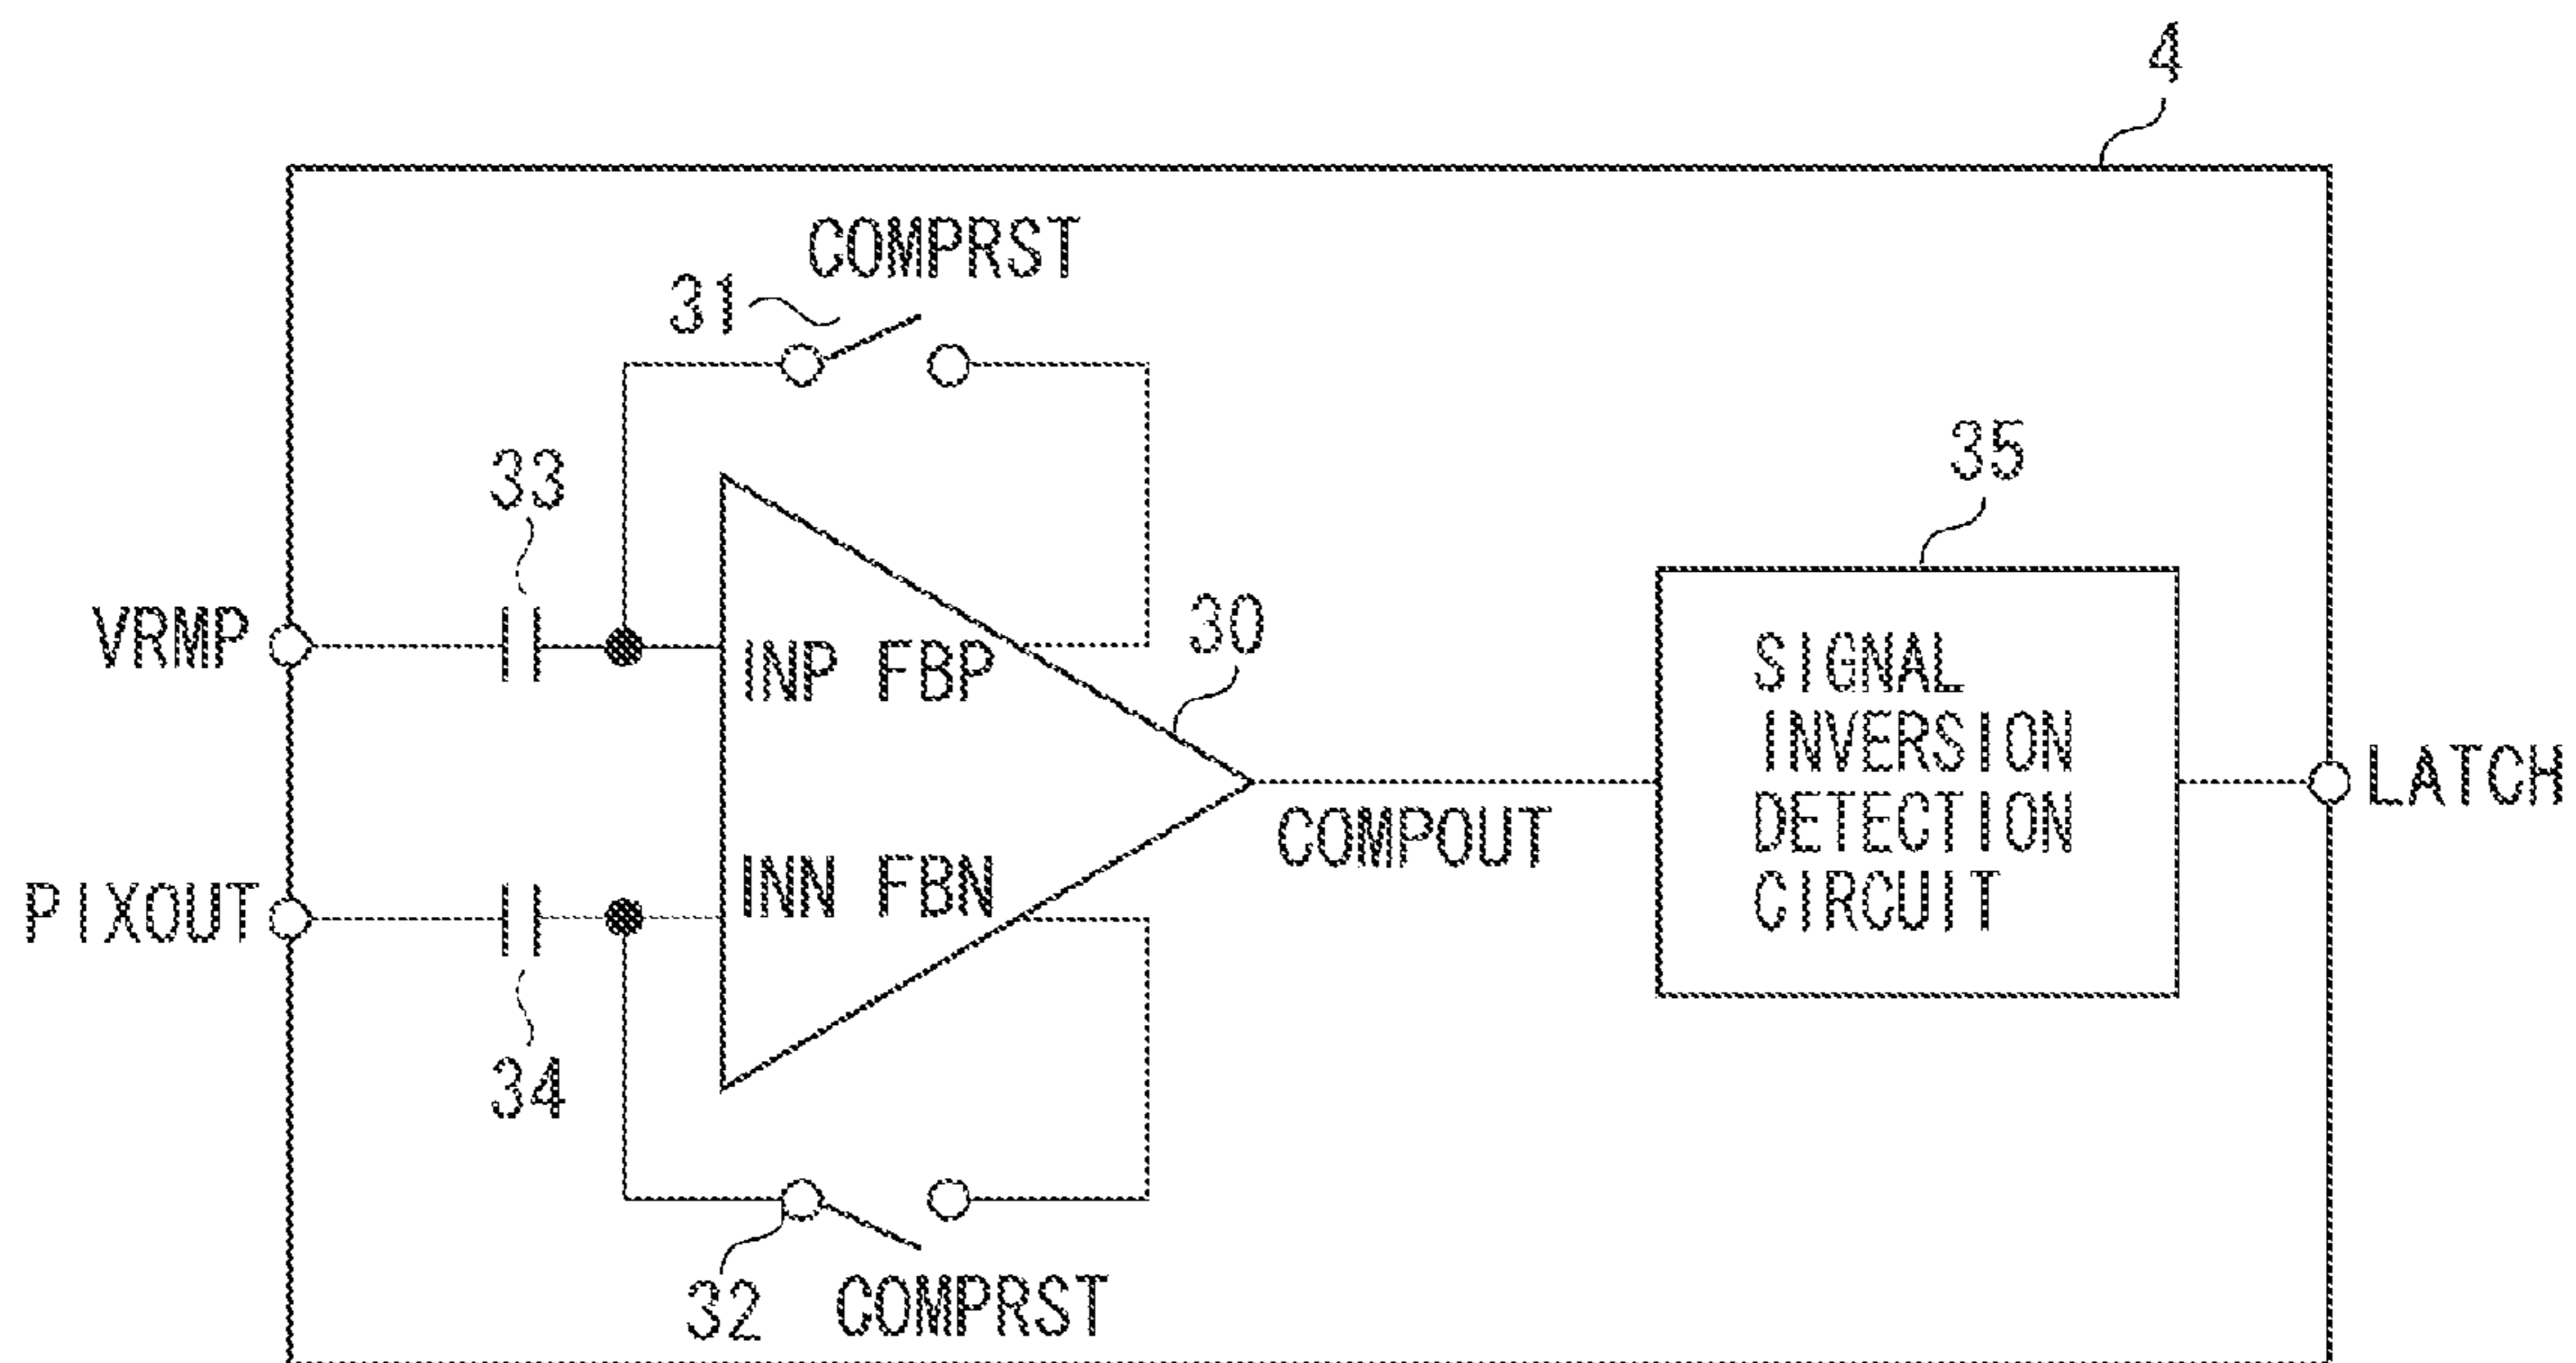 4
COMPRST
31
33
35
VRMP
INP FBP
30
SIGNAL
INVERSION
DETECTION
CIRCUIT
LATCH
COMPOUT
PIXOUT
INN FBN
34
32
COMPRST